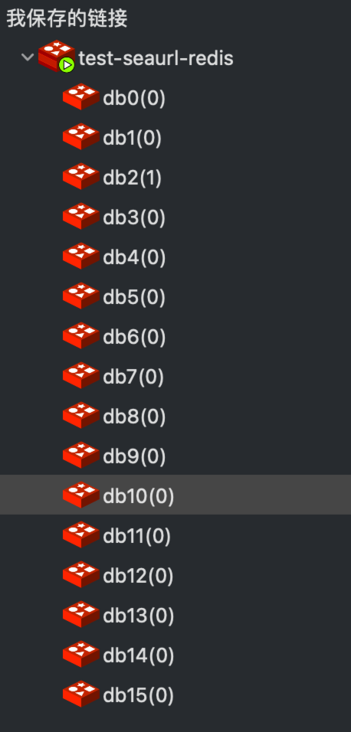 我保存的链接
test-seaurl-redis
db0(0)
db1(0)
db2(1)
db3(0)
db4(0)
db5(0)
db6(0)
db7(0)
db8(0)
db9(0)
db10(0)
db11(0)
db12(0)
db13(0)
db14(0)
db15(0)